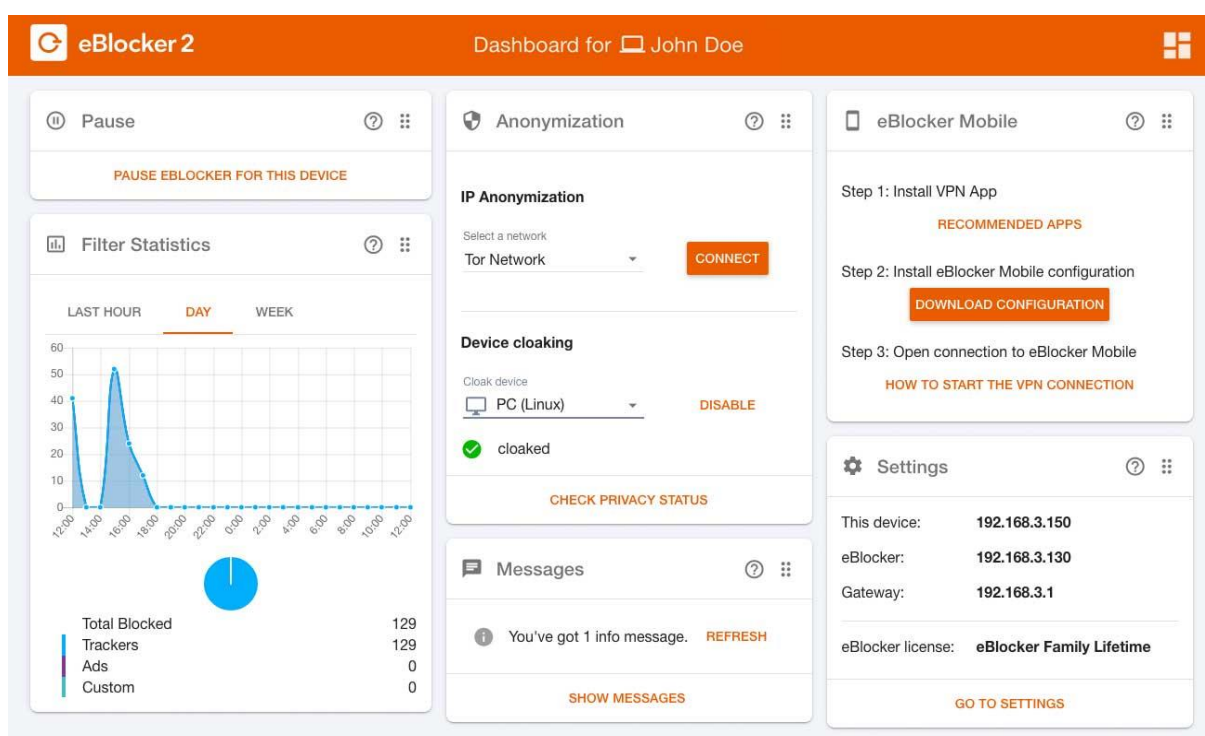 eBlocker 2
Dashboard for John Doe
Pause
PAUSE EBLOCKER FOR THIS DEVICE
Filter Statistics
LAST HOUR DAY WEEK
60
50
40
30
20
10
0
12:00 14:00 16:00 18:00 20:00 22:00 0:00 2:00 4:00 6:00 8:00 10:00 12:00
Total Blocked 129
Trackers 129
Ads 0
Custom 0
Anonymization
IP Anonymization
Select a network
Tor Network CONNECT
Device cloaking
Cloak device
PC (Linux) DISABLE
cloaked
CHECK PRIVACY STATUS
Messages
You've got 1 info message. REFRESH
SHOW MESSAGES
eBlocker Mobile
Step 1: Install VPN App
RECOMMENDED APPS
Step 2: Install eBlocker Mobile configuration
DOWNLOAD CONFIGURATION
Step 3: Open connection to eBlocker Mobile
HOW TO START THE VPN CONNECTION
Settings
This device: 192.168.3.150
eBlocker: 192.168.3.130
Gateway: 192.168.3.1
eBlocker license: eBlocker Family Lifetime
GO TO SETTINGS